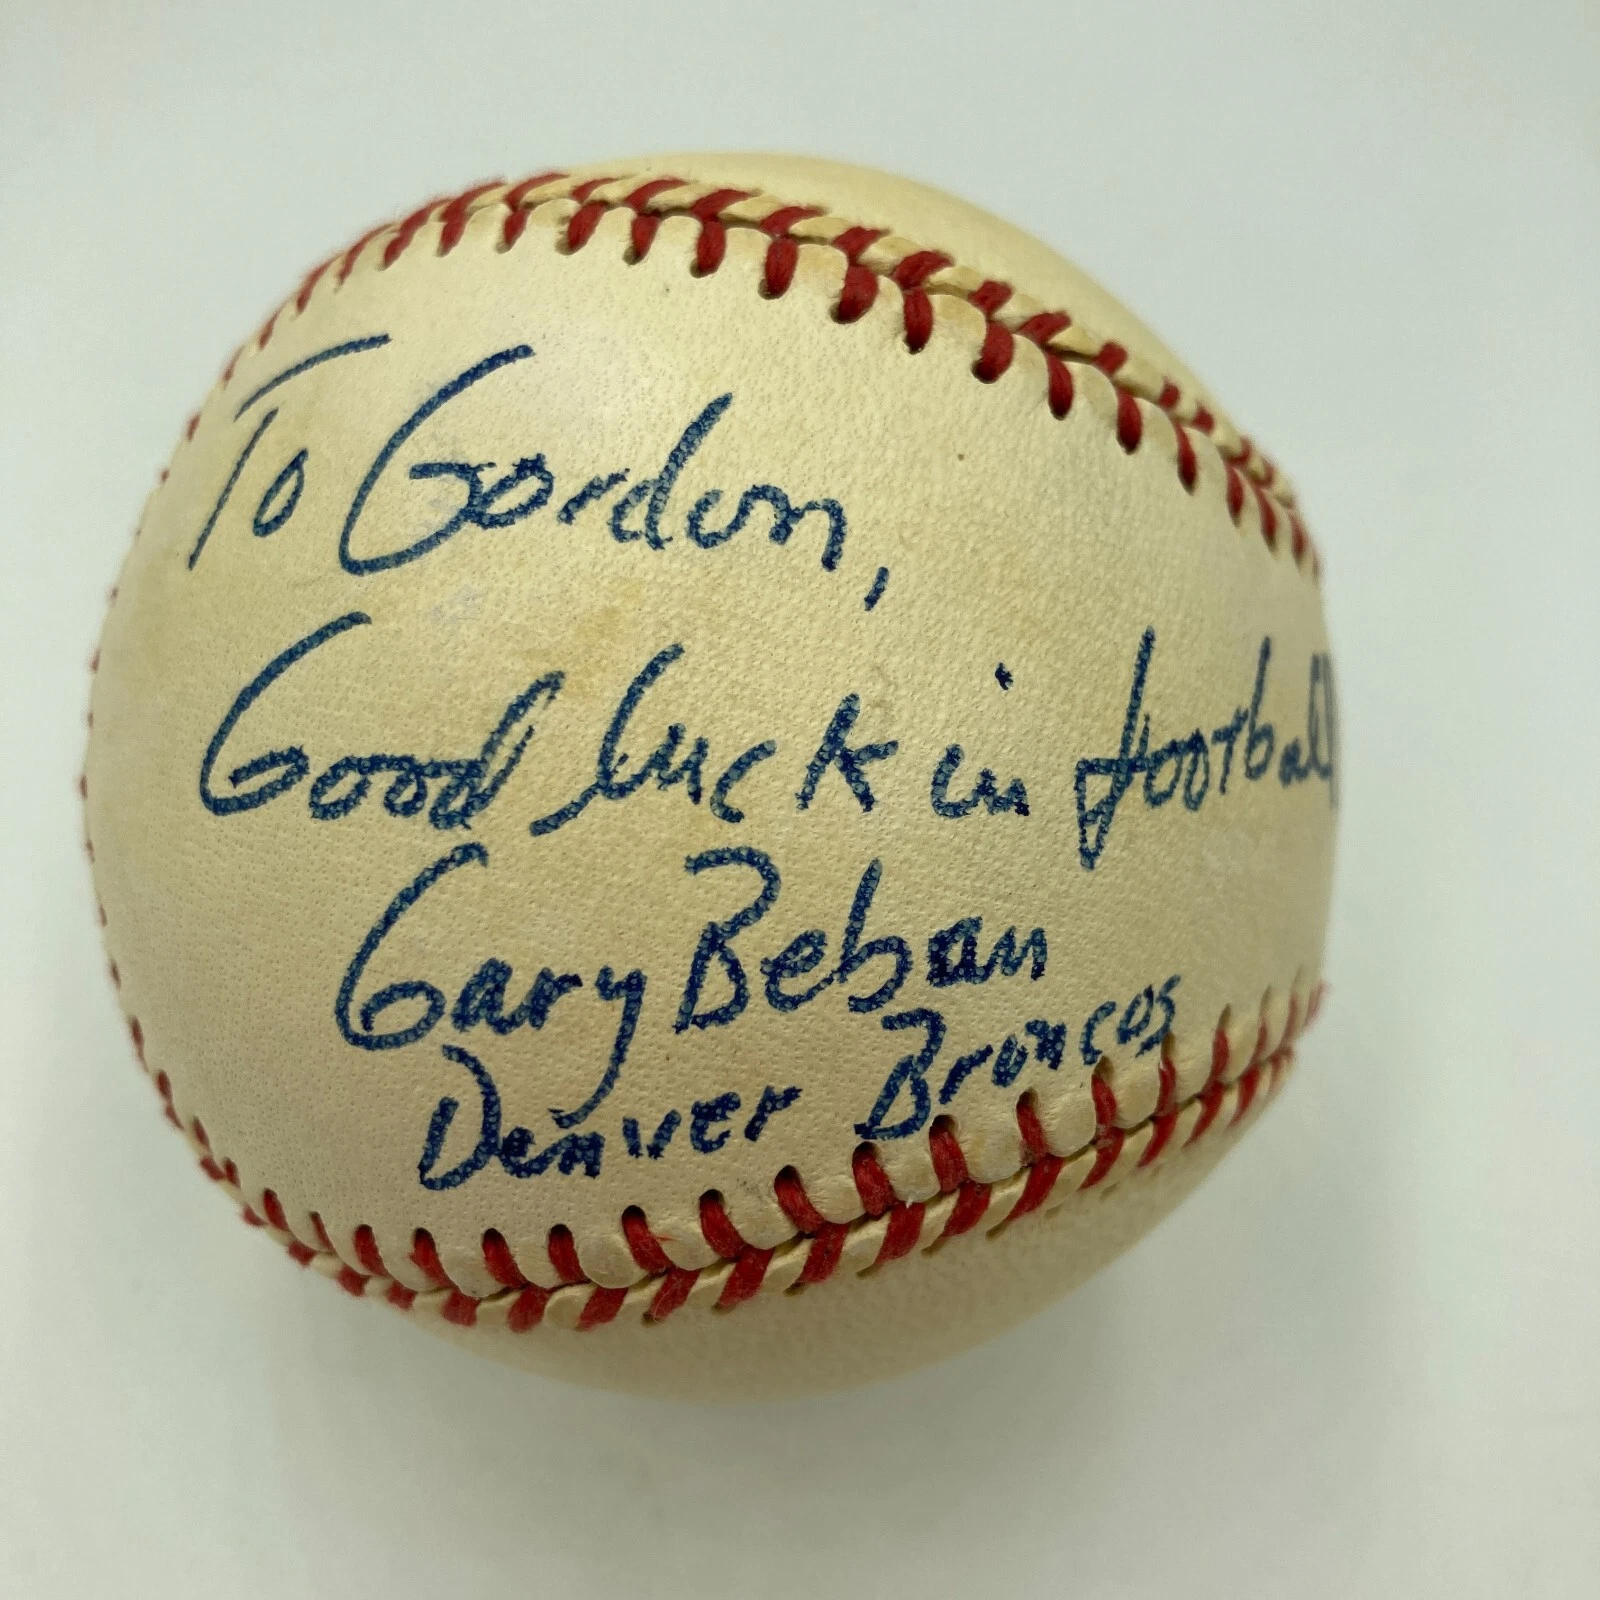 To Gordon,
Good luck in football
Gary Beban
Denver Broncos